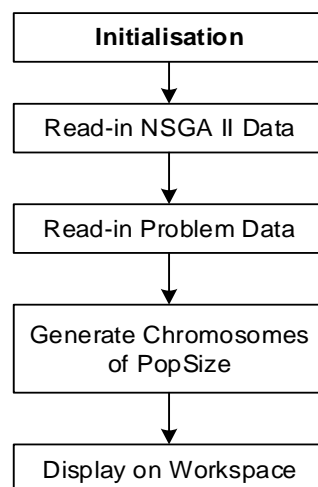 Initialisation
Read-in NSGA II Data
Read-in Problem Data
Generate Chromosomes
of PopSize
Display on Workspace